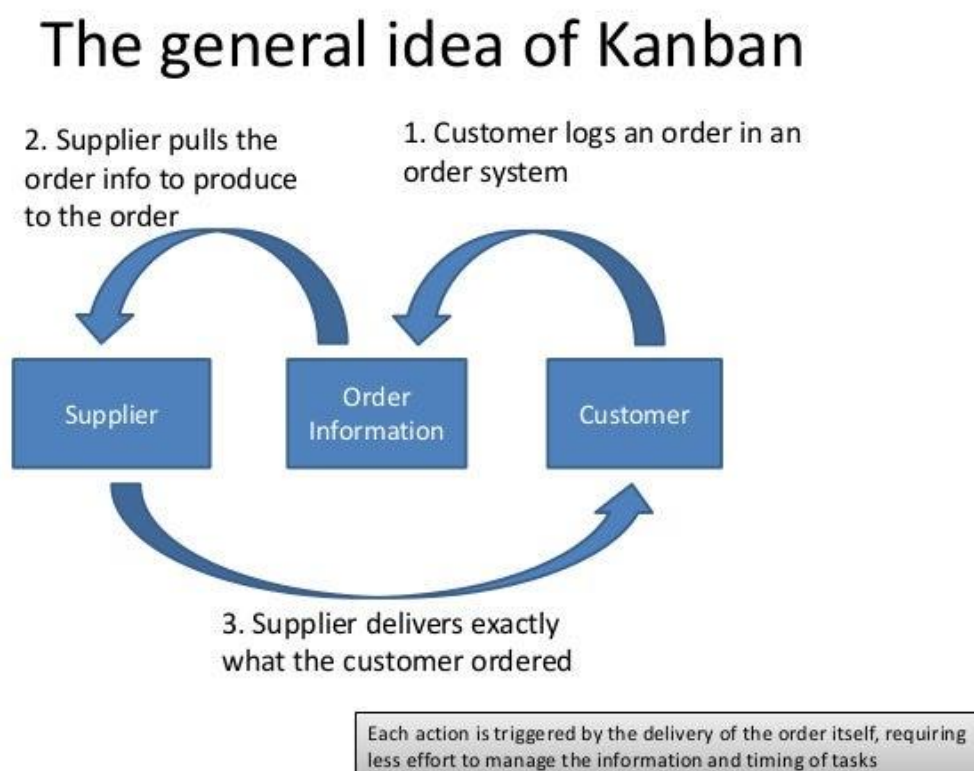 The general idea of Kanban
2. Supplier pulls the
order info to produce
to the order
1. Customer logs an order in an
order system
Supplier
Order
Information
Customer
3. Supplier delivers exactly
what the customer ordered
Each action is triggered by the delivery of the order itself, requiring
less effort to manage the information and timing of tasks